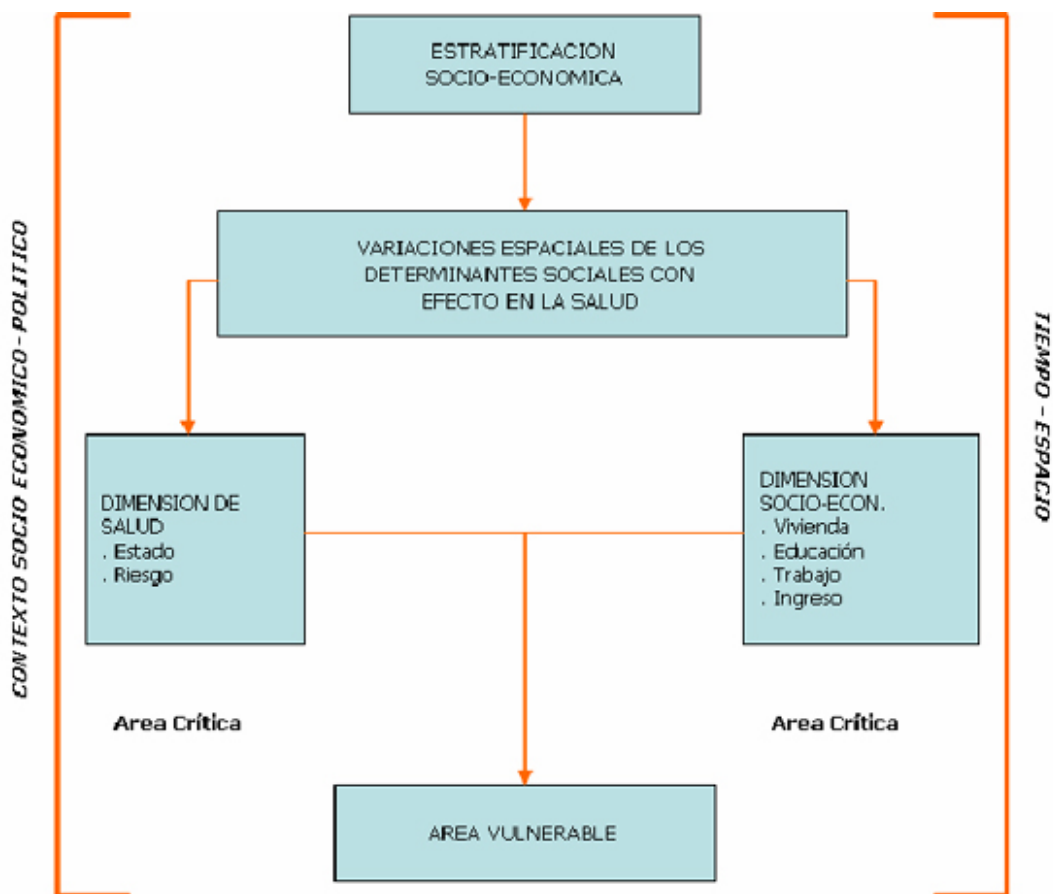 ESTRATIFICACION
SOCIO-ECONOMICA
VARIACIONES ESPACIALES DE LOS
DETERMINANTES SOCIALES CON
EFECTO EN LA SALUD
CONTEXTO SOCIO ECONOMICO-POLITICO
TIEMPO - ESPACIO
DIMENSION DE
SALUD
. Estado
. Riesgo
DIMENSION
SOCIO-ECON.
. Vivienda
. Educación
. Trabajo
. Ingreso
Area Crítica
Area Crítica
AREA VULNERABLE